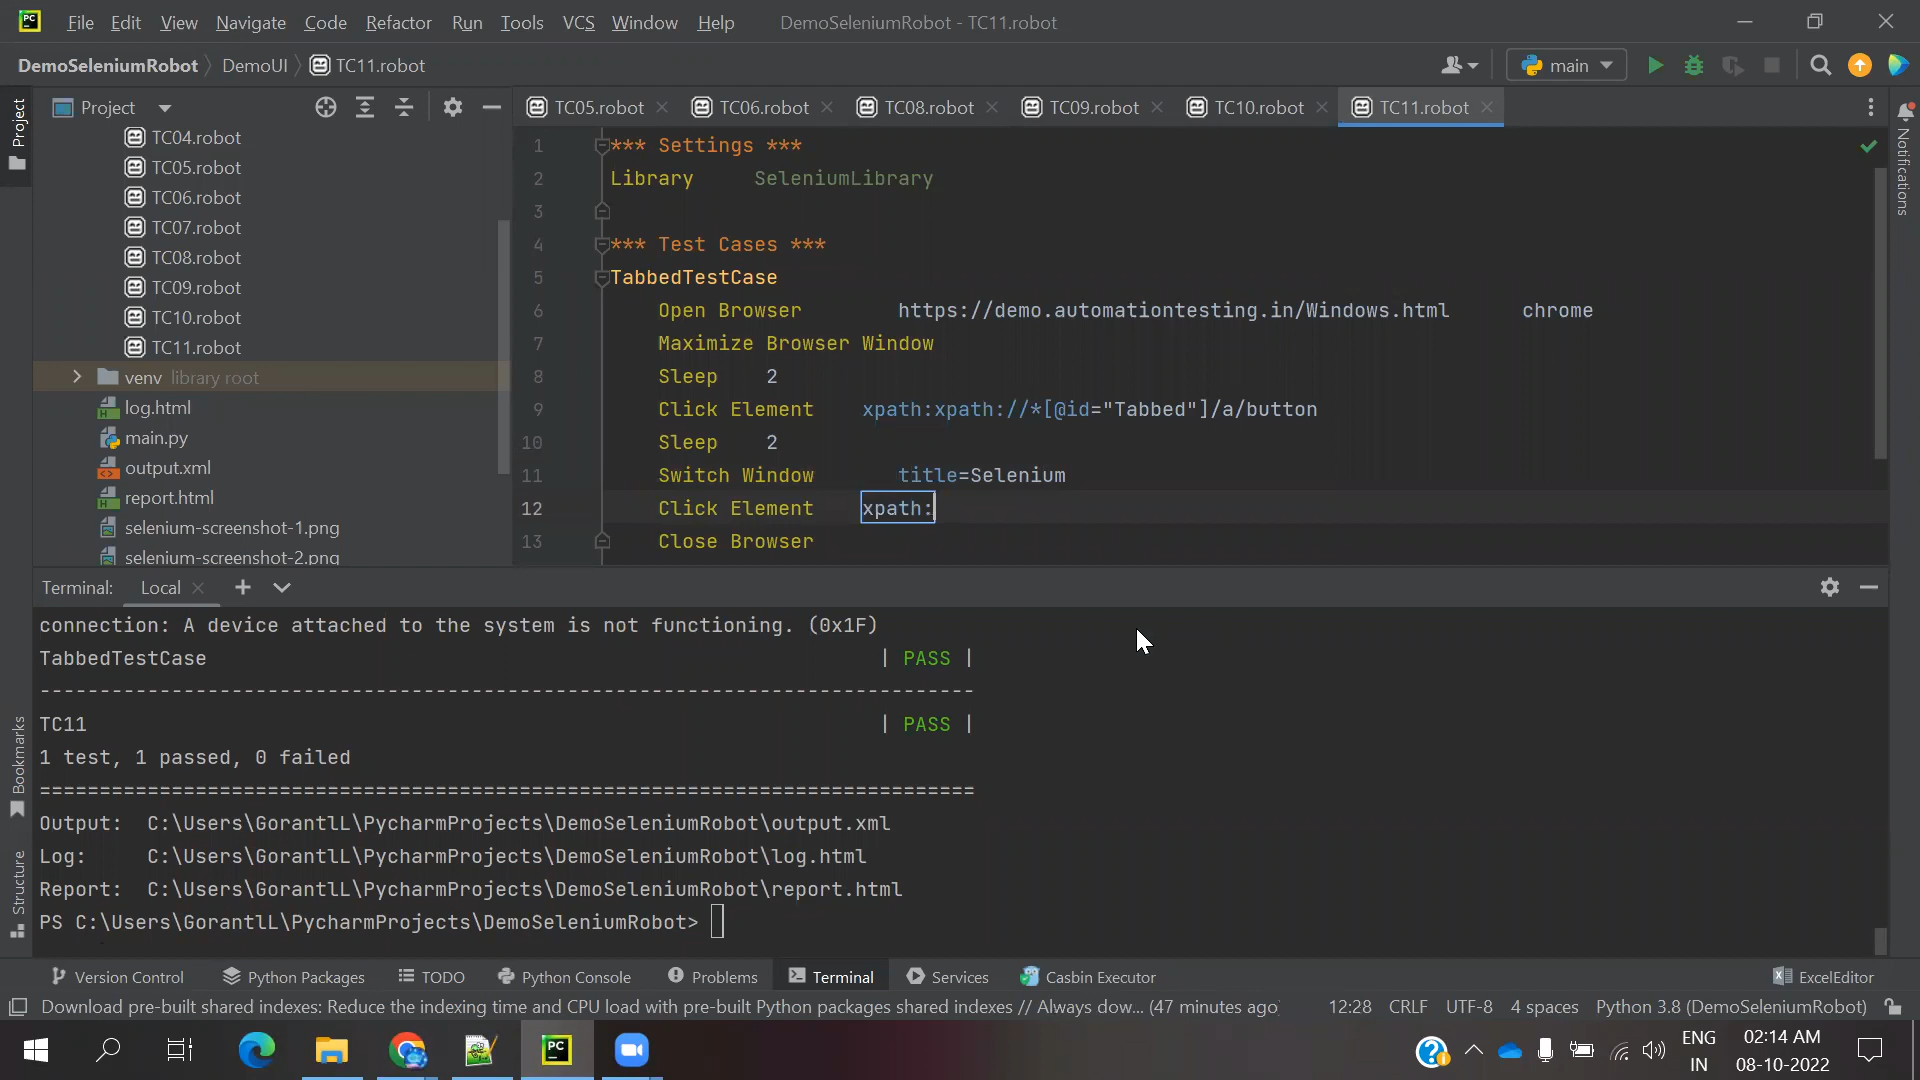 PC File Edit View Navigate Code Refactor Run Tools VCS Window Help DemoSeleniumRobot - TC11.robot
DemoSeleniumRobot DemoUI TC11.robot main
Project
Project
TC04.robot
TC05.robot
TC06.robot
TC07.robot
TC08.robot
TC09.robot
TC10.robot
TC11.robot
venv library root
log.html
main.py
output.xml
report.html
selenium-screenshot-1.png
selenium-screenshot-2.png
TC05.robot TC06.robot TC08.robot TC09.robot TC10.robot TC11.robot
1 *** Settings ***
2 Library SeleniumLibrary
3
4 *** Test Cases ***
5 TabbedTestCase
6 Open Browser https://demo.automationtesting.in/Windows.html chrome
7 Maximize Browser Window
8 Sleep 2
9 Click Element xpath:xpath://*[@id="Tabbed"]/a/button
10 Sleep 2
11 Switch Window title=Selenium
12 Click Element xpath:
13 Close Browser
Notifications
Terminal: Local
connection: A device attached to the system is not functioning. (0x1F)
TabbedTestCase | PASS |
------------------------------------------------------------------------------
TC11 | PASS |
1 test, 1 passed, 0 failed
==============================================================================
Output: C:\Users\GorantlL\PycharmProjects\DemoSeleniumRobot\output.xml
Log: C:\Users\GorantlL\PycharmProjects\DemoSeleniumRobot\log.html
Report: C:\Users\GorantlL\PycharmProjects\DemoSeleniumRobot\report.html
PS C:\Users\GorantlL\PycharmProjects\DemoSeleniumRobot>
Bookmarks
Structure
Version Control Python Packages TODO Python Console Problems Terminal Services Casbin Executor ExcelEditor
Download pre-built shared indexes: Reduce the indexing time and CPU load with pre-built Python packages shared indexes // Always dow... (47 minutes ago) 12:28 CRLF UTF-8 4 spaces Python 3.8 (DemoSeleniumRobot)
PC
ENG
IN
02:14 AM
08-10-2022